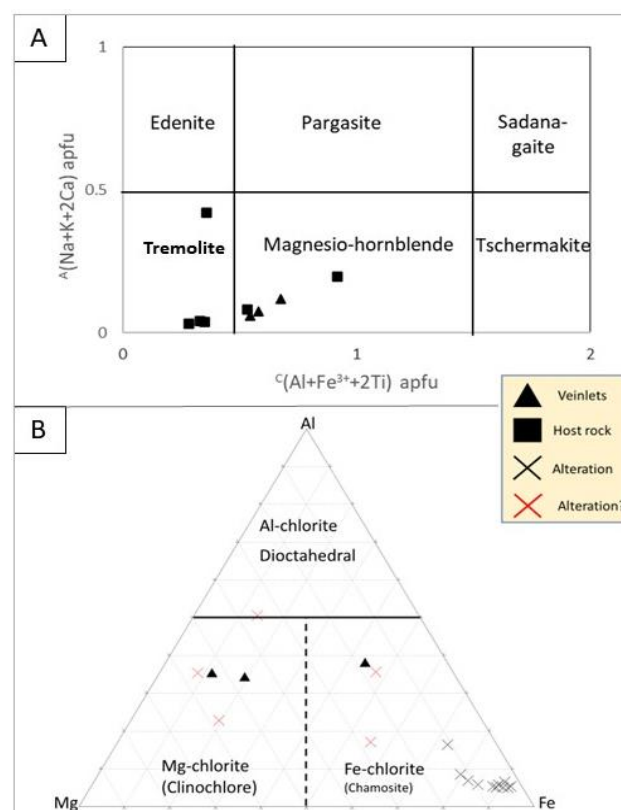 A
1
0.5
0
ᴬ(Na+K+2Ca) apfu
Edenite
Pargasite
Sadana-
gaite
Tremolite
Magnesio-hornblende
Tschermakite
0
1
2
ᶜ(Al+Fe³⁺+2Ti) apfu
Veinlets
Host rock
Alteration
Alteration?
B
Al
Al-chlorite
Dioctahedral
Mg-chlorite
(Clinochlore)
Fe-chlorite
(Chamosite)
Mg
Fe